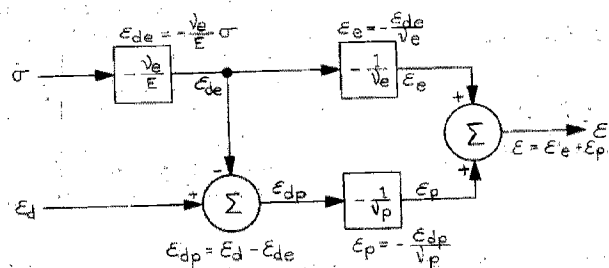 ε_de = -ν_e/E σ
ε_e = -ε_de/ν_e
σ
-ν_e/E
ε_de
-1/ν_e
ε_e
+
Σ
ε
ε = ε_e + ε_p
+
-
ε_d
+
Σ
ε_dp
-1/ν_p
ε_p
ε_dp = ε_d - ε_de
ε_p = -ε_dp/ν_p